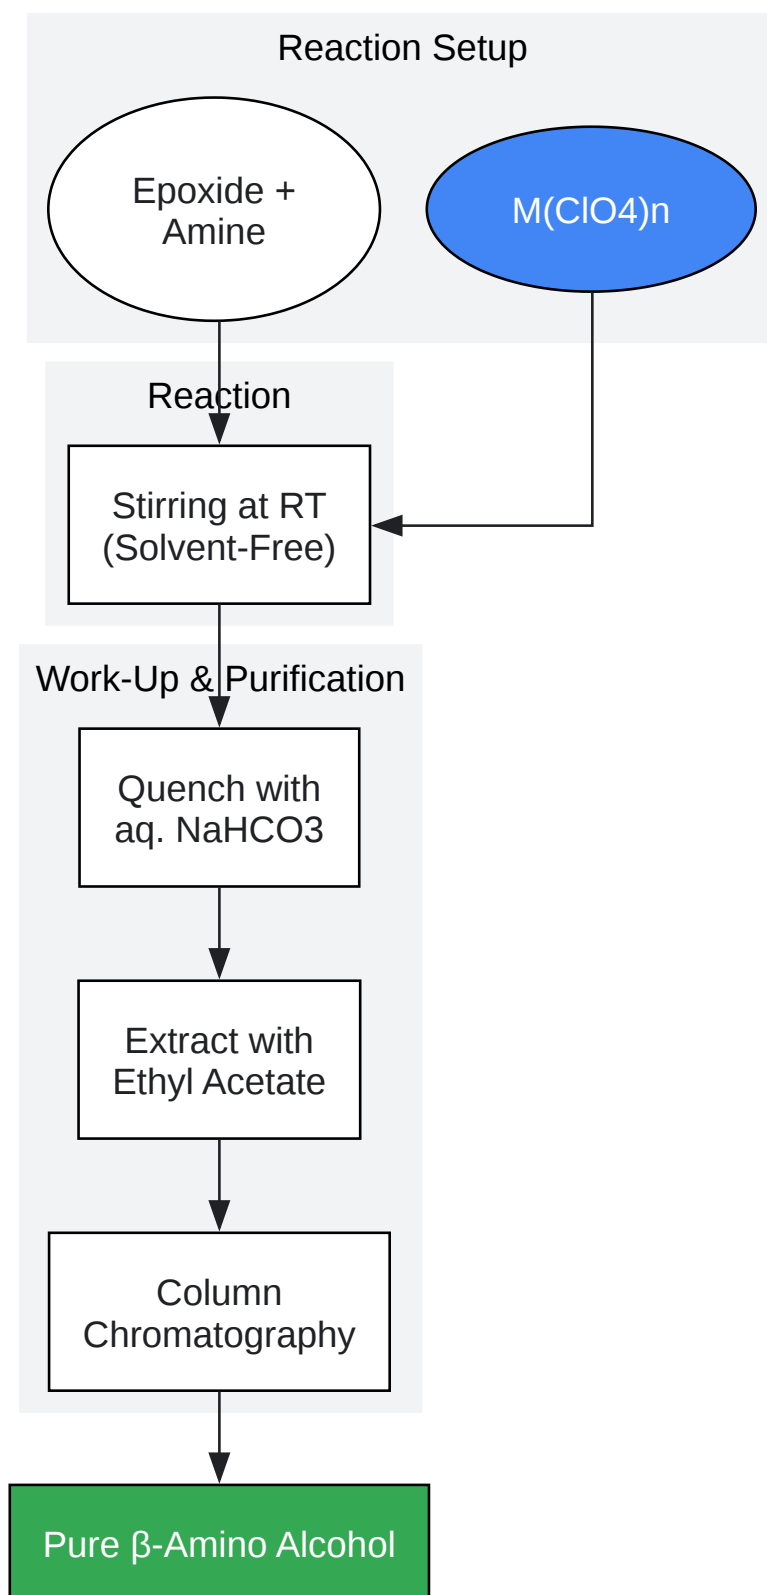 Reaction Setup
Epoxide +
Amine
M(ClO4)n
Reaction
Stirring at RT
(Solvent-Free)
Work-Up & Purification
Quench with
aq. NaHCO3
Extract with
Ethyl Acetate
Column
Chromatography
Pure β-Amino Alcohol